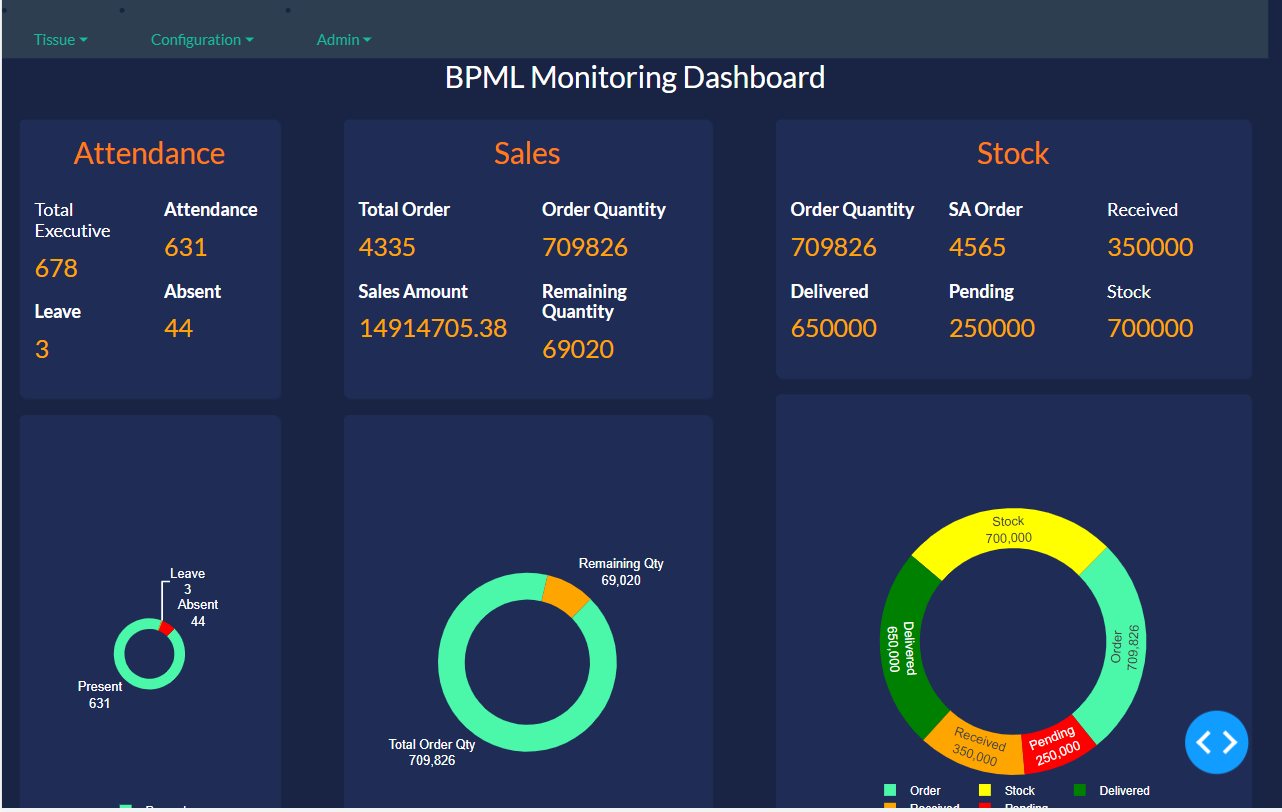 Tissue
Configuration
Admin
BPML Monitoring Dashboard
Attendance
Total
Executive
678
Leave
3
Attendance
631
Absent
44
Sales
Total Order
4335
Sales Amount
14914705.38
Order Quantity
709826
Remaining
Quantity
69020
Stock
Order Quantity
709826
Delivered
650000
SA Order
4565
Pending
250000
Received
350000
Stock
700000
Leave
3
Absent
44
Present
631
Remaining Qty
69,020
Total Order Qty
709,826
Stock
700,000
Order
709,826
Pending
250,000
Received
350,000
Delivered
650,000
Order
Stock
Delivered
Received
Pending